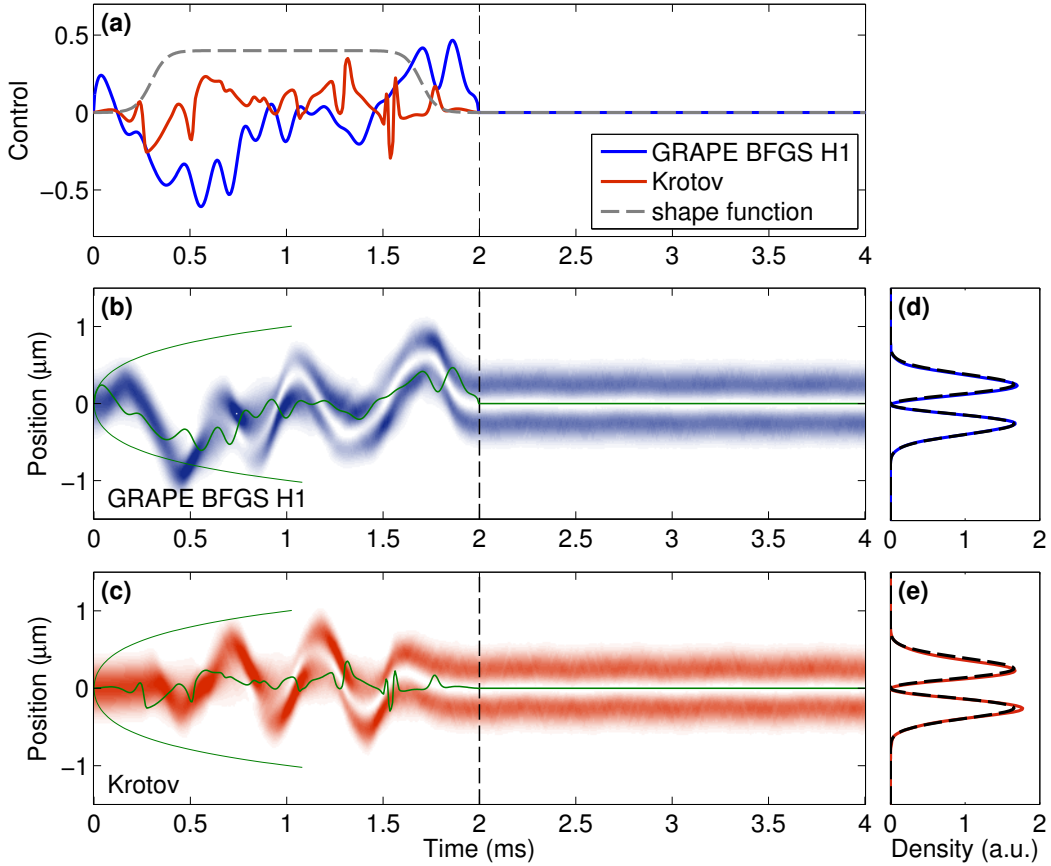 (a)
0.5
0
−0.5
Control
GRAPE BFGS H1
Krotov
shape function
0 0.5 1 1.5 2 2.5 3 3.5 4
(b)
1
0
−1
Position (μm)
GRAPE BFGS H1
0 0.5 1 1.5 2 2.5 3 3.5 4
(d)
0 1 2
(c)
1
0
−1
Position (μm)
Krotov
0 0.5 1 1.5 2 2.5 3 3.5 4
Time (ms)
(e)
0 1 2
Density (a.u.)